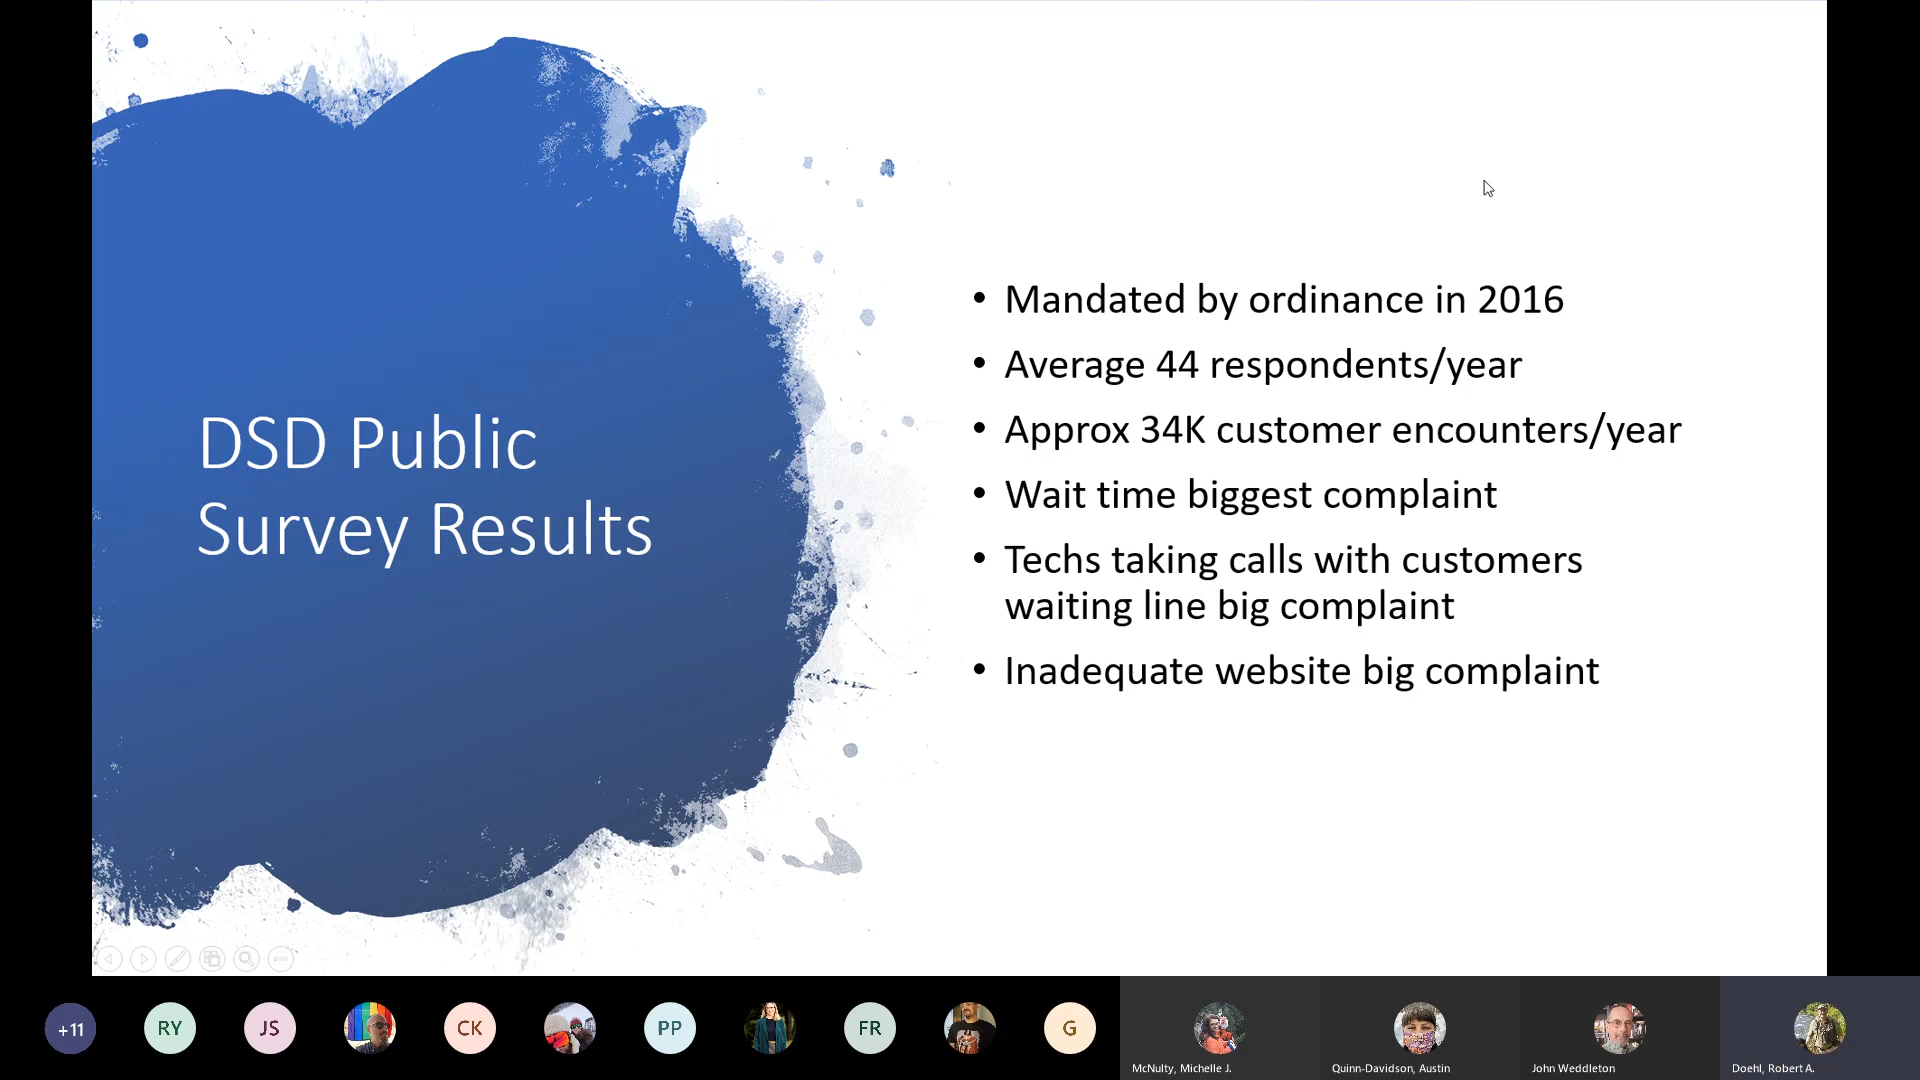 DSD Public
Survey Results
• Mandated by ordinance in 2016
• Average 44 respondents/year
• Approx 34K customer encounters/year
• Wait time biggest complaint
• Techs taking calls with customers
waiting line big complaint
• Inadequate website big complaint
+11
RY
JS
CK
PP
FR
G
McNulty, Michelle J.
Quinn-Davidson, Austin
John Weddleton
Doehl, Robert A.